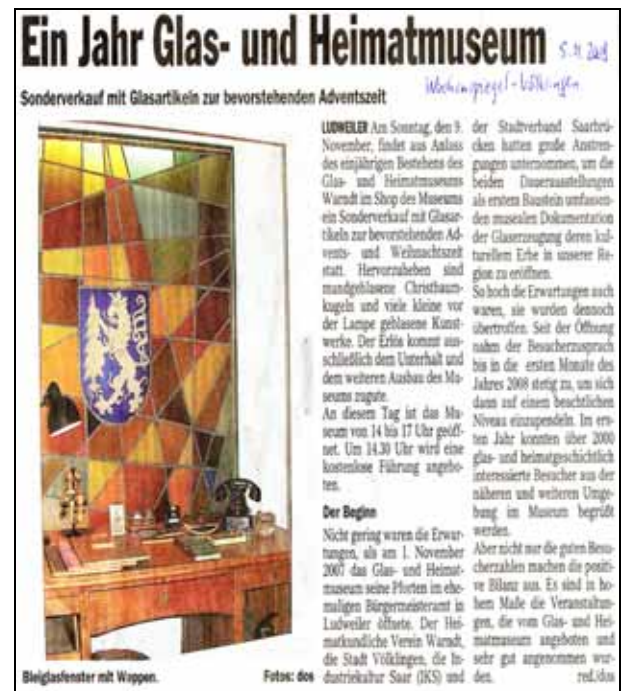 Ein Jahr Glas- und Heimatmuseum
5.11.
Wochenspiegel-Völklingen
Sonderverkauf mit Glasartikeln zur bevorstehenden Adventszeit
LUDWEILER Am Sonntag, den 9.
November, findet aus Anlass
des einjährigen Bestehens des
Glas- und Heimatmuseums
Warndt im Shop des Museums
ein Sonderverkauf mit Glasar-
tikeln zur bevorstehenden Ad-
vents- und Weihnachtszeit
statt. Hervorzuheben sind
mundgeblasene Christbaum-
kugeln und viele kleine vor
der Lampe geblasene Kunst-
werke. Der Erlös kommt aus-
schließlich dem Unterhalt und
dem weiteren Ausbau des Mu-
seums zugute.
An diesem Tag ist das Mu-
seum von 14 bis 17 Uhr geöff-
net. Um 14.30 Uhr wird eine
kostenlose Führung angebo-
ten.
Der Beginn
Nicht gering waren die Erwar-
tungen, als am 1. November
2007 das Glas- und Heimat-
museum seine Pforten im ehe-
maligen Bürgermeisteramt in
Ludweiler öffnete. Der Hei-
matkundliche Verein Warndt,
die Stadt Völklingen, die In-
dustriekultur Saar (IKS) und
der Stadtverband Saarbrü-
cken hatten große Anstren-
gungen unternommen, um die
beiden Dauerausstellungen
als erstem Baustein umfassen-
den musealen Dokumentation
der Glaserzeugung deren kul-
turellem Erbe in unserer Re-
gion zu eröffnen.
So hoch die Erwartungen auch
waren, sie wurden dennoch
übertroffen. Seit der Öffnung
nahm der Besucherzuspruch
bis in die ersten Monate des
Jahres 2008 stetig zu, um sich
dann auf einem beachtlichen
Niveau einzupendeln. Im ers-
ten Jahr konnten über 2000
glas- und heimatgeschichtlich
interessierte Besucher aus der
näheren und weiteren Umge-
bung im Museum begrüßt
werden.
Aber nicht nur die guten Besu-
cherzahlen machen die positi-
ve Bilanz aus. Es sind in ho-
hem Maße die Veranstaltun-
gen, die vom Glas- und Hei-
matmuseum angeboten und
sehr gut angenommen wur-
den. red./dos
Bleiglasfenster mit Wappen. Fotos: dos